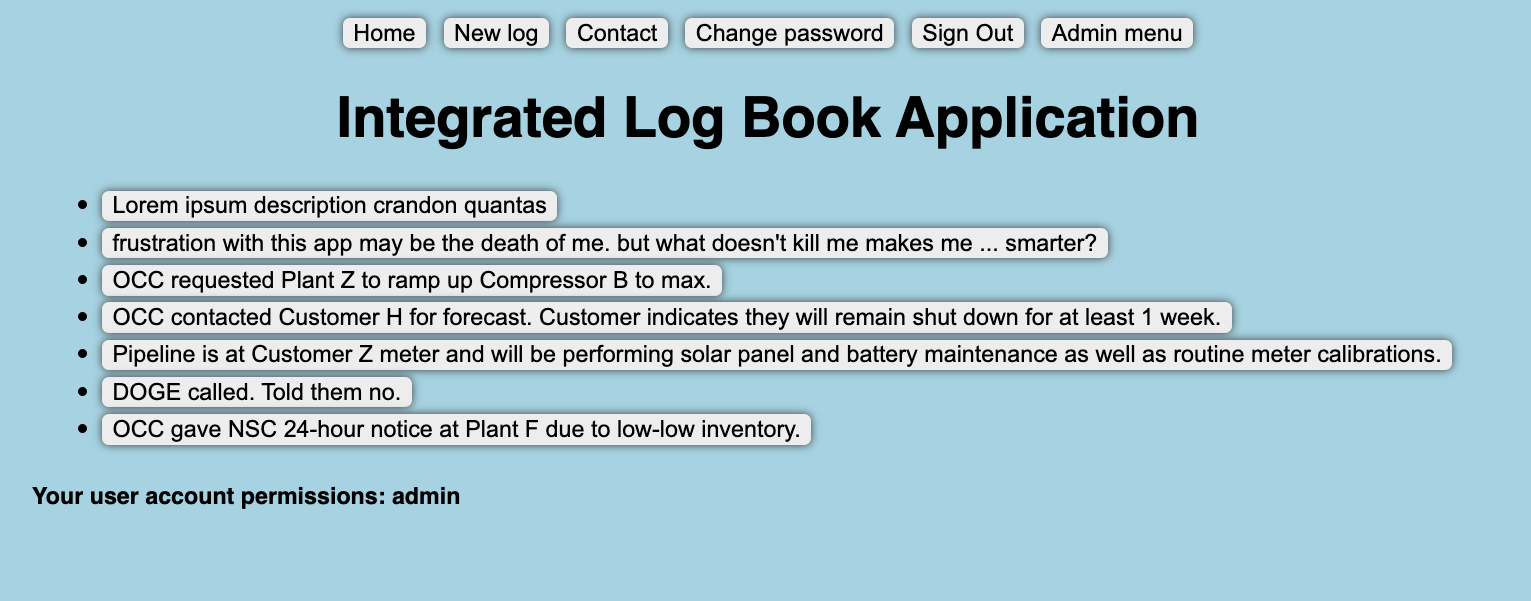 Home New log Contact Change password Sign Out Admin menu
Integrated Log Book Application
Lorem ipsum description crandon quantas
frustration with this app may be the death of me. but what doesn't kill me makes me ... smarter?
OCC requested Plant Z to ramp up Compressor B to max.
OCC contacted Customer H for forecast. Customer indicates they will remain shut down for at least 1 week.
Pipeline is at Customer Z meter and will be performing solar panel and battery maintenance as well as routine meter calibrations.
DOGE called. Told them no.
OCC gave NSC 24-hour notice at Plant F due to low-low inventory.
Your user account permissions: admin